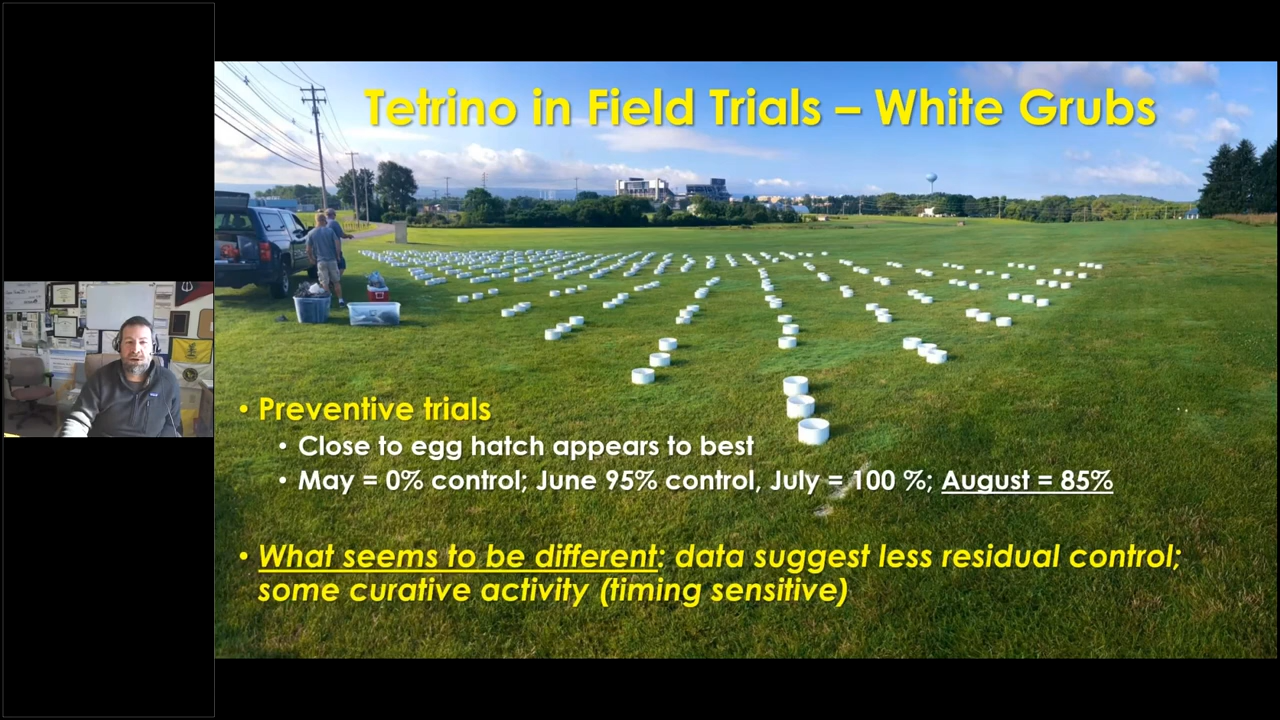 Tetrino in Field Trials – White Grubs
• Preventive trials
• Close to egg hatch appears to best
• May = 0% control; June 95% control, July = 100 %; August = 85%
• What seems to be different: data suggest less residual control;
some curative activity (timing sensitive)